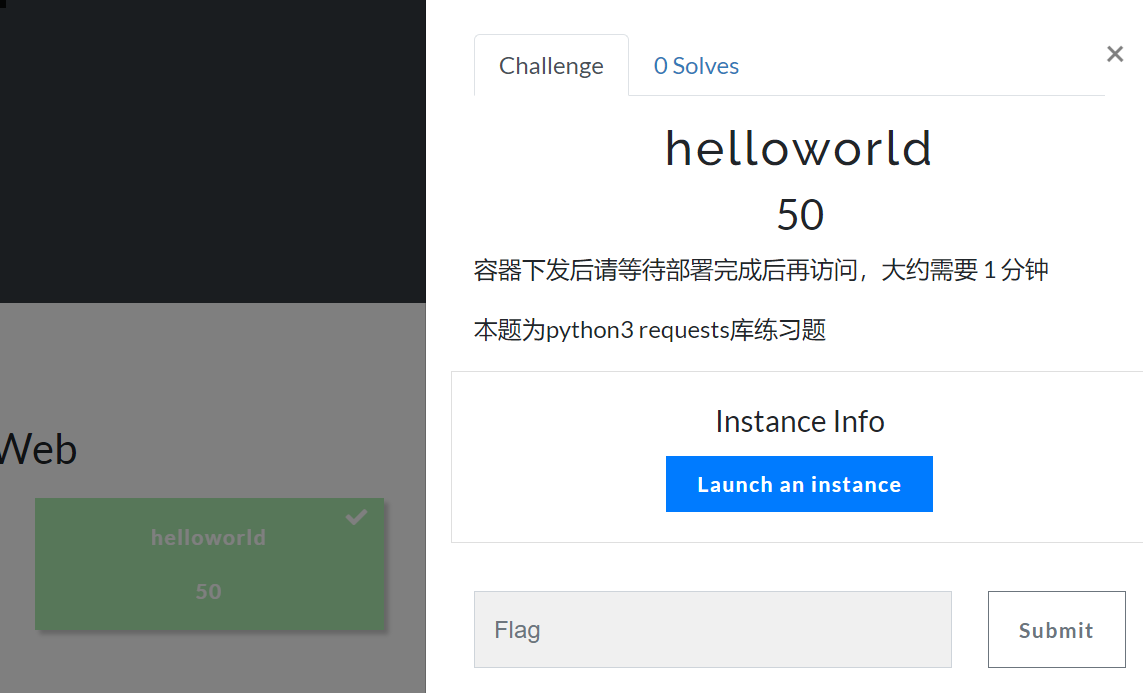 Challenge
0 Solves
×
helloworld
50
容器下发后请等待部署完成后再访问，大约需要 1 分钟
本题为python3 requests库练习题
Instance Info
Launch an instance
Flag
Submit
Web
helloworld
50